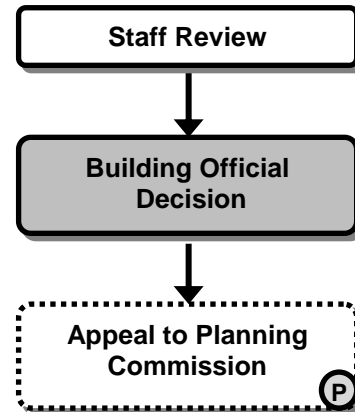 Staff Review
Building Official
Decision
Appeal to Planning
Commission
P